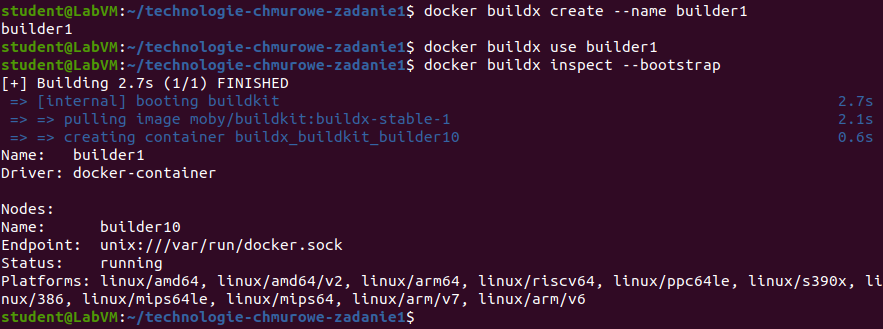 student@LabVM:~/technologie-chmurowe-zadanie1$ docker buildx create --name builder1
builder1
student@LabVM:~/technologie-chmurowe-zadanie1$ docker buildx use builder1
student@LabVM:~/technologie-chmurowe-zadanie1$ docker buildx inspect --bootstrap
[+] Building 2.7s (1/1) FINISHED
 => [internal] booting buildkit 2.7s
 => => pulling image moby/buildkit:buildx-stable-1 2.1s
 => => creating container buildx_buildkit_builder10 0.6s
Name:   builder1
Driver: docker-container
Nodes:
Name:      builder10
Endpoint:  unix:///var/run/docker.sock
Status:    running
Platforms: linux/amd64, linux/amd64/v2, linux/arm64, linux/riscv64, linux/ppc64le, linux/s390x, li
nux/386, linux/mips64le, linux/mips64, linux/arm/v7, linux/arm/v6
student@LabVM:~/technologie-chmurowe-zadanie1$